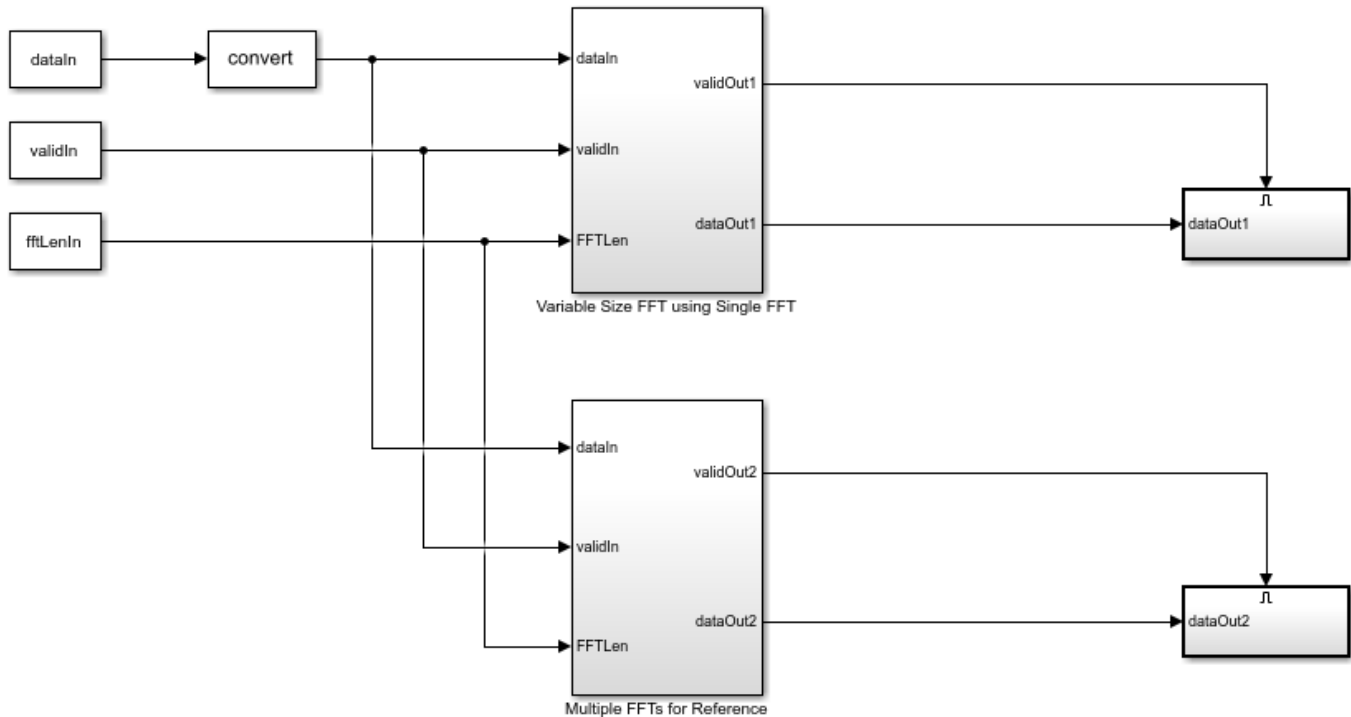 dataIn
convert
validIn
fftLenIn
dataIn
validOut1
validIn
dataOut1
FFTLen
Variable Size FFT using Single FFT
dataOut1
dataIn
validOut2
validIn
dataOut2
FFTLen
Multiple FFTs for Reference
dataOut2